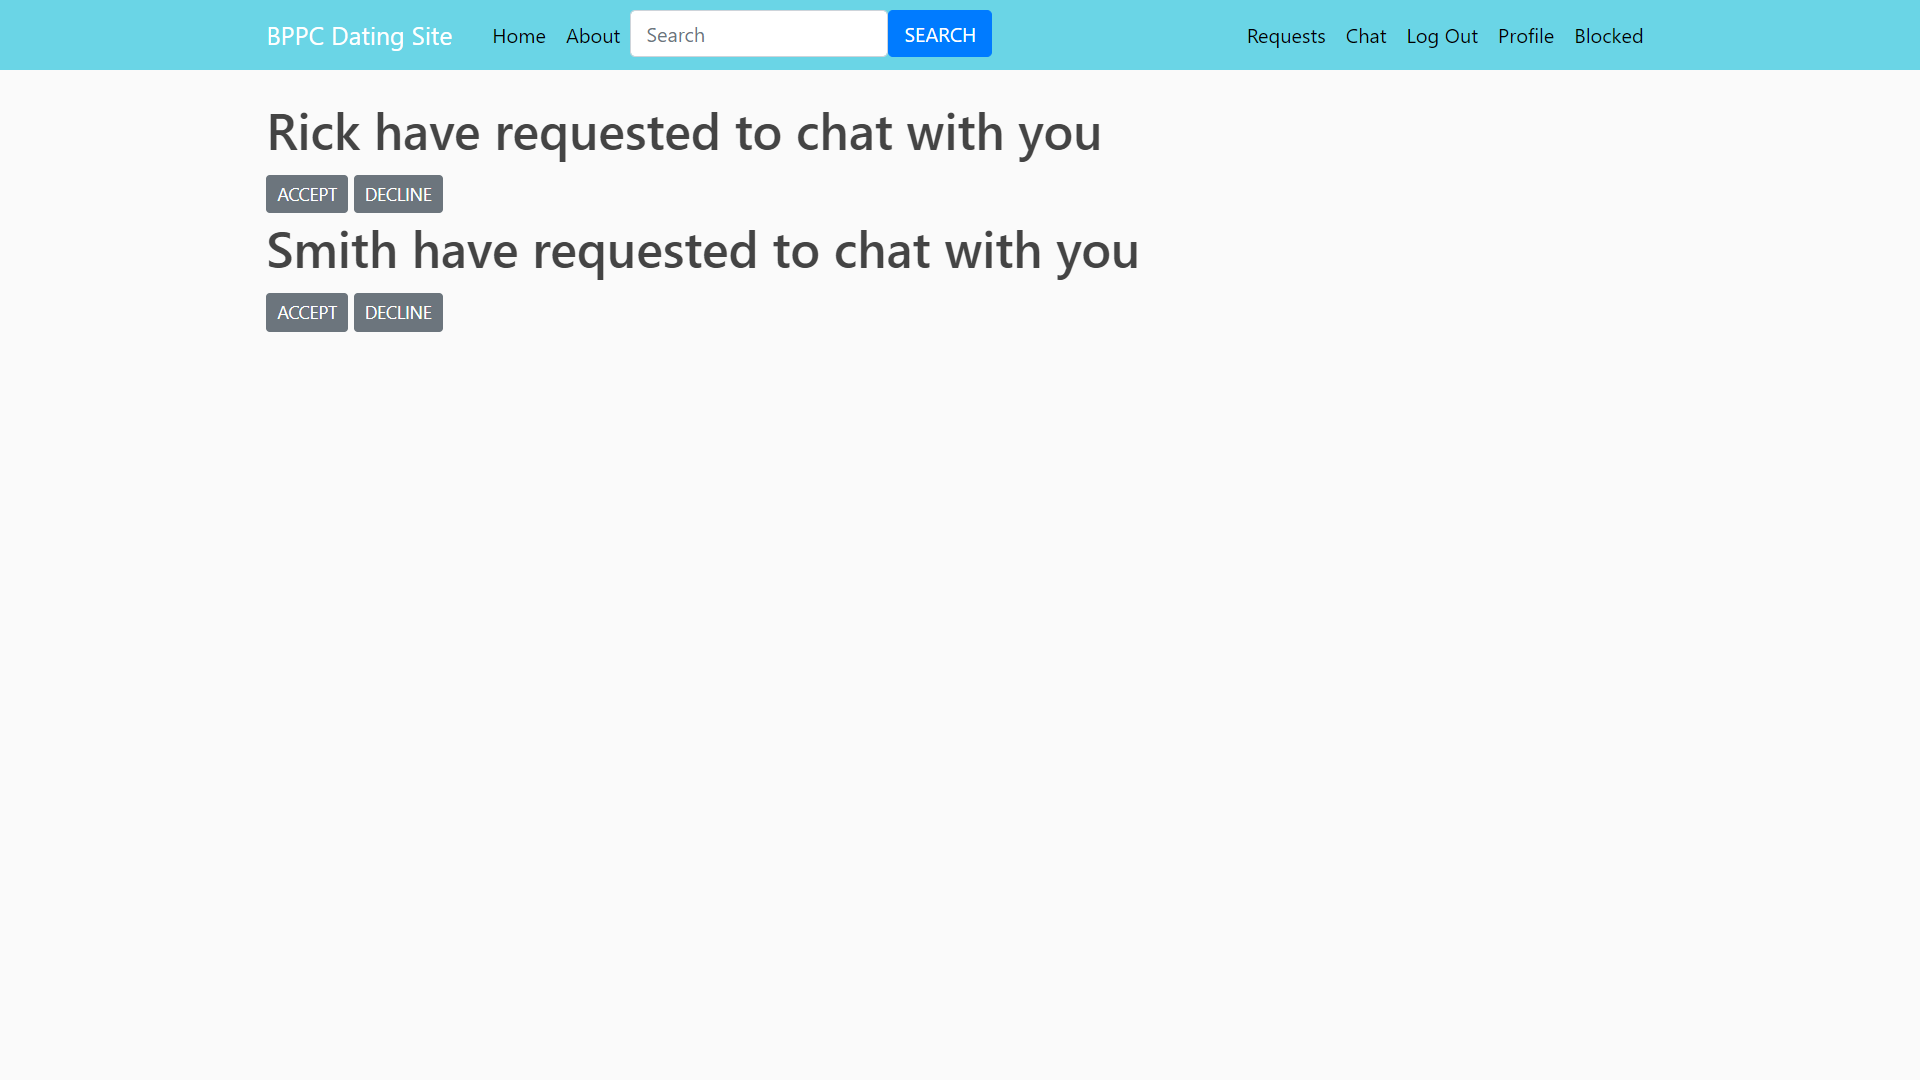 BPPC Dating Site Home About Search SEARCH Requests Chat Log Out Profile Blocked
Rick have requested to chat with you
ACCEPT DECLINE
Smith have requested to chat with you
ACCEPT DECLINE